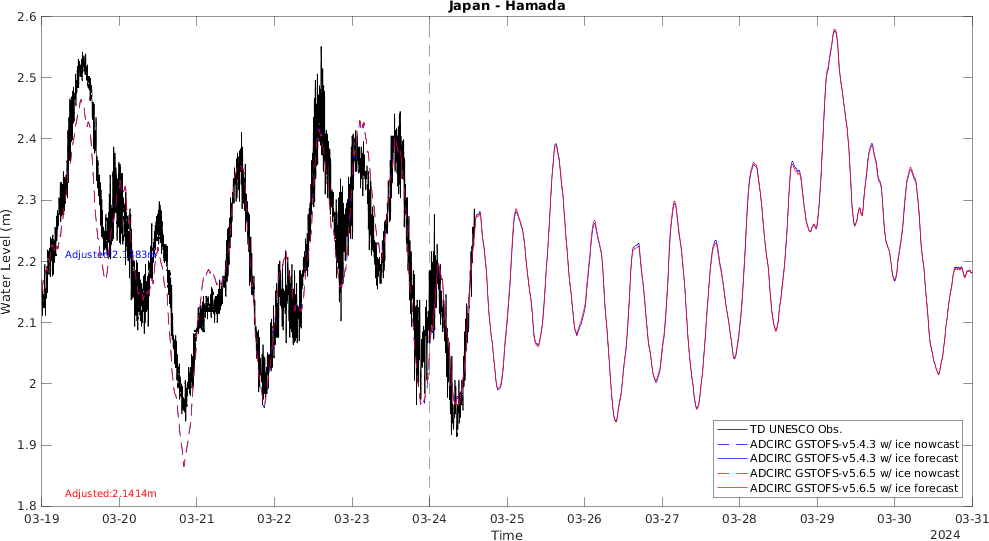 Japan - Hamada
2.6
2.5
2.4
2.3
2.2
2.1
2
1.9
1.8
Water Level (m)
Adjusted:2.1483m
Adjusted:2.1414m
TD UNESCO Obs.
ADCIRC GSTOFS-v5.4.3 w/ ice nowcast
ADCIRC GSTOFS-v5.4.3 w/ ice forecast
ADCIRC GSTOFS-v5.6.5 w/ ice nowcast
ADCIRC GSTOFS-v5.6.5 w/ ice forecast
03-19 03-20 03-21 03-22 03-23 03-24 03-25 03-26 03-27 03-28 03-29 03-30 03-31
Time
2024